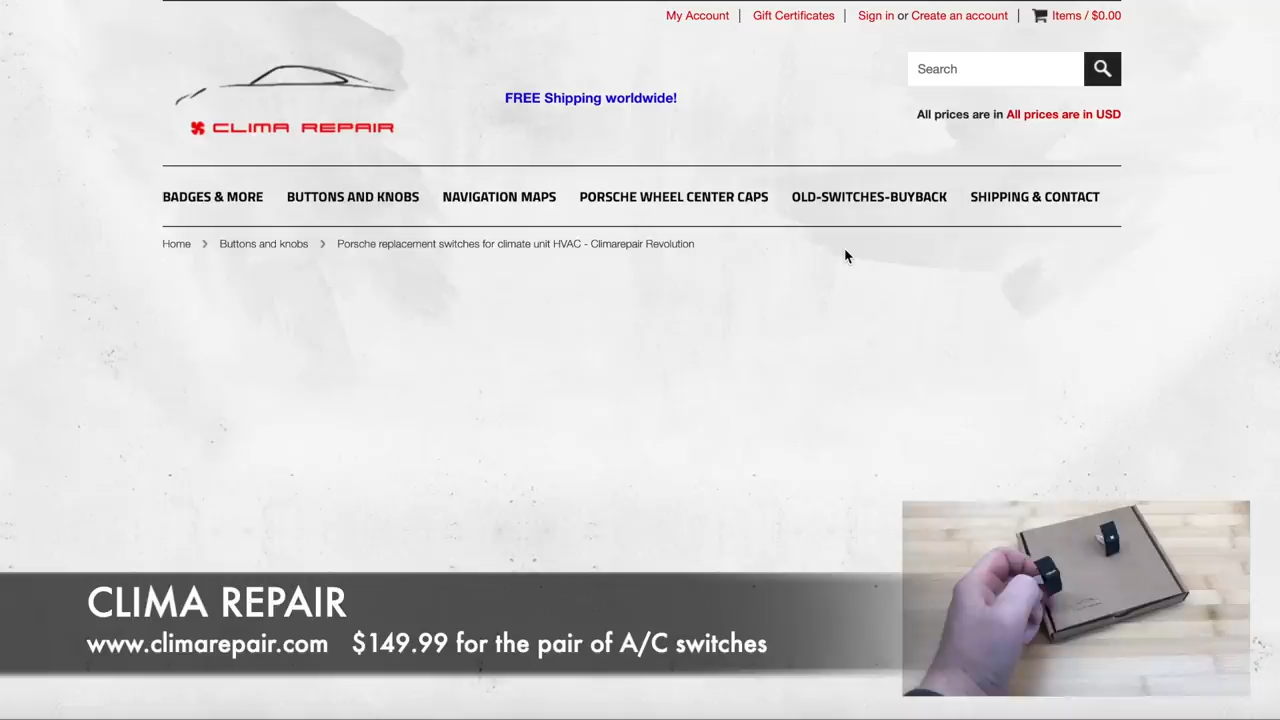 My Account | Gift Certificates | Sign in or Create an account | Items / $0.00
Search
CLIMA REPAIR
FREE Shipping worldwide!
All prices are in All prices are in USD
BADGES & MORE BUTTONS AND KNOBS NAVIGATION MAPS PORSCHE WHEEL CENTER CAPS OLD-SWITCHES-BUYBACK SHIPPING & CONTACT
Home > Buttons and knobs > Porsche replacement switches for climate unit HVAC - Climarepair Revolution
CLIMA REPAIR
www.climarepair.com $149.99 for the pair of A/C switches